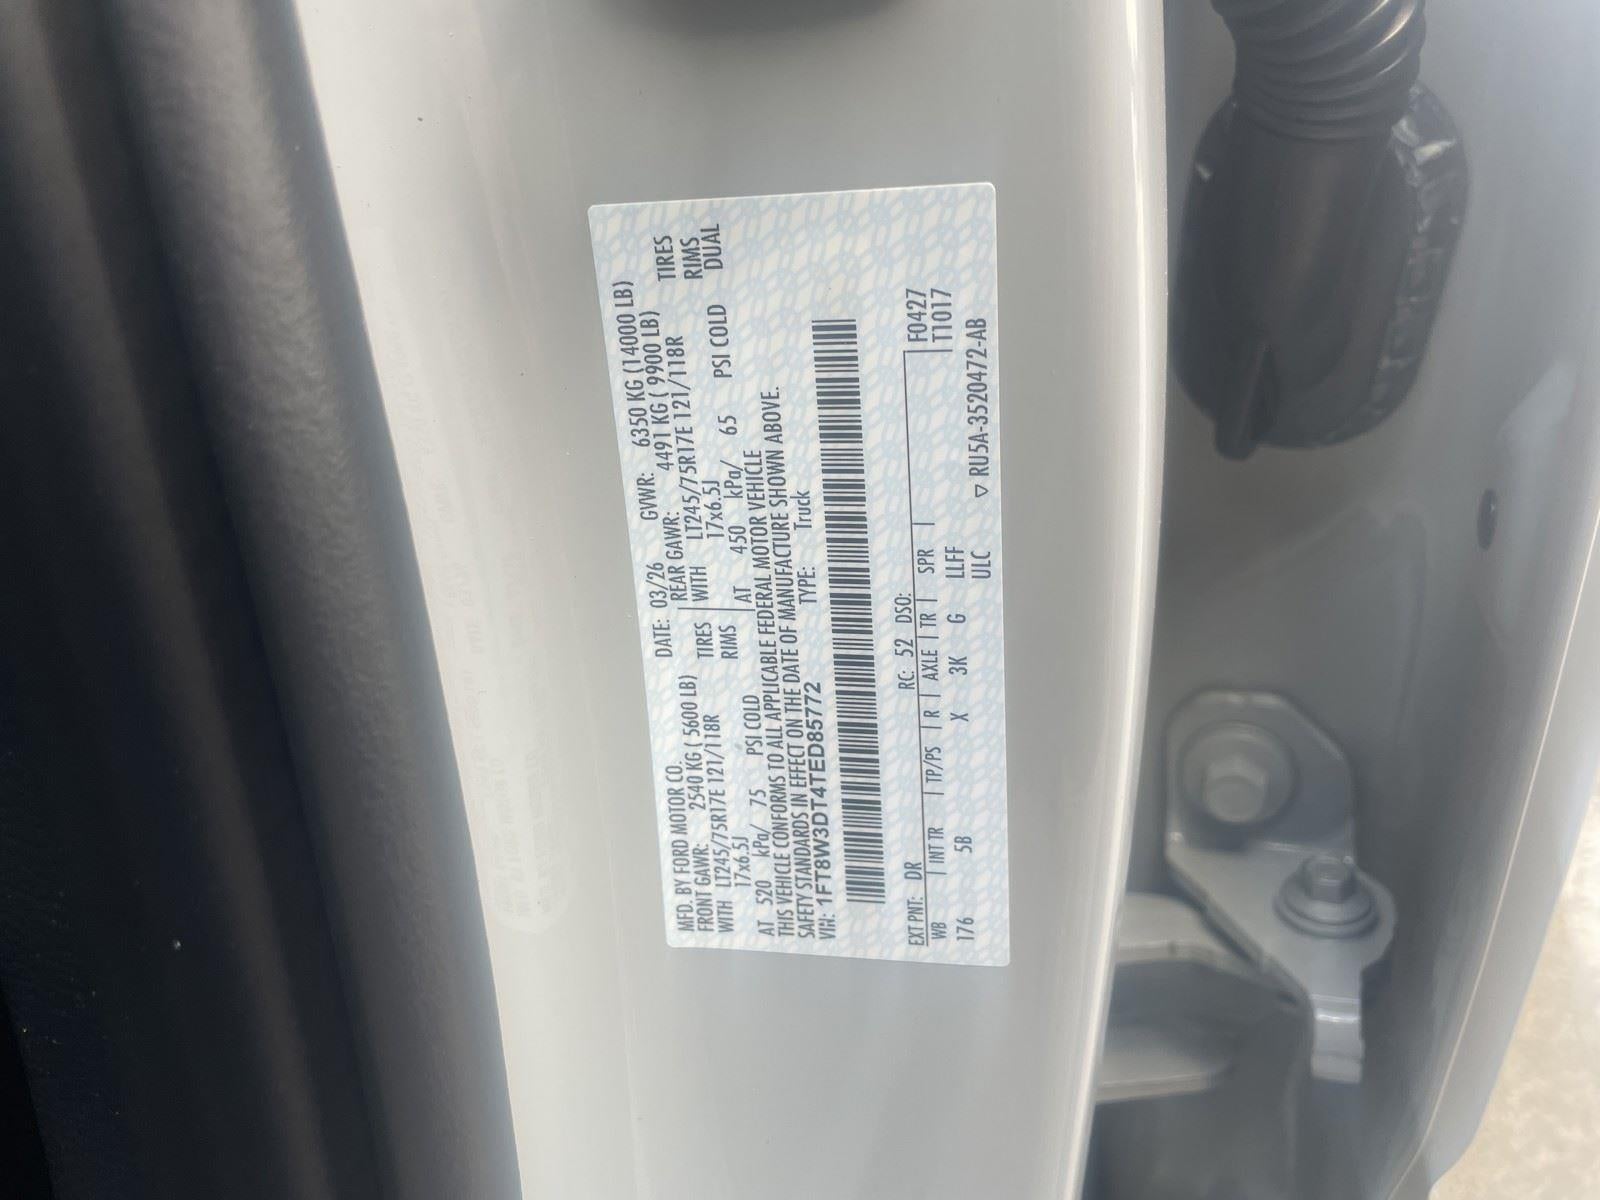 MFD. BY FORD MOTOR CO.
DATE: 03/26 GVWR: 6350 KG (14000 LB)
FRONT GAWR: 2540 KG ( 5600 LB) REAR GAWR: 4491 KG ( 9900 LB)
WITH LT245/75R17E 121/118R TIRES WITH LT245/75R17E 121/118R TIRES
17x6.5J RIMS 17x6.5J RIMS
AT 520 kPa/ 75 PSI COLD AT 450 kPa/ 65 PSI COLD DUAL
THIS VEHICLE CONFORMS TO ALL APPLICABLE FEDERAL MOTOR VEHICLE
SAFETY STANDARDS IN EFFECT ON THE DATE OF MANUFACTURE SHOWN ABOVE.
VIN: 1FT8W3DT4TED85772 TYPE: Truck
EXT PNT: DR RC: 52 DSO: F0427
WB INT TR TP/PS R AXLE TR SPR T1017
176 5B X 3K G LLFF
ULC ▽ RU5A-3520472-AB